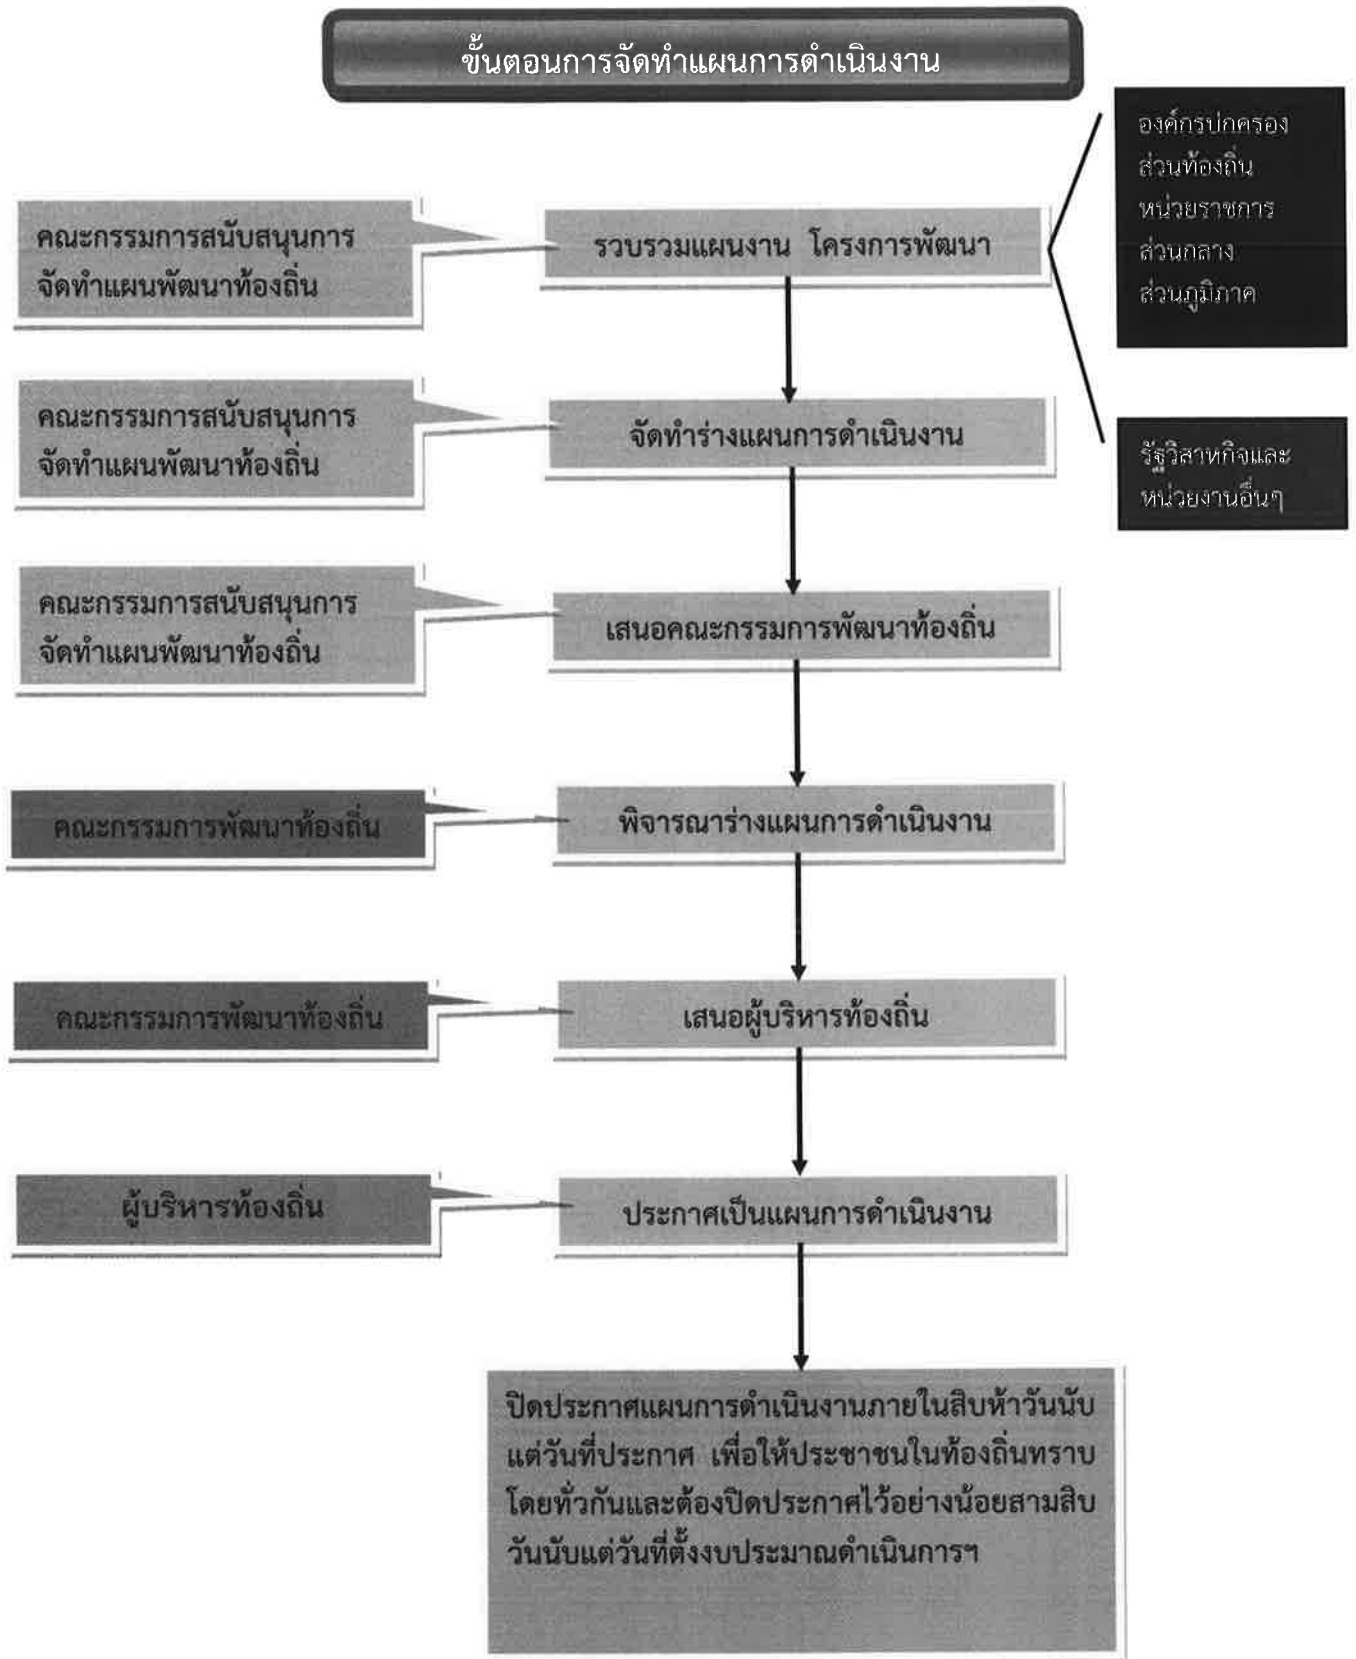 ขั้นตอนการจัดทำแผนการดำเนินงาน
องค์กรปกครอง
ส่วนท้องถิ่น
หน่วยราชการ
ส่วนกลาง
ส่วนภูมิภาค
คณะกรรมการสนับสนุนการ
จัดทำแผนพัฒนาท้องถิ่น
รวบรวมแผนงาน โครงการพัฒนา
คณะกรรมการสนับสนุนการ
จัดทำแผนพัฒนาท้องถิ่น
จัดทำร่างแผนการดำเนินงาน
รัฐวิสาหกิจและ
หน่วยงานอื่นๆ
คณะกรรมการสนับสนุนการ
จัดทำแผนพัฒนาท้องถิ่น
เสนอคณะกรรมการพัฒนาท้องถิ่น
คณะกรรมการพัฒนาท้องถิ่น
พิจารณาร่างแผนการดำเนินงาน
คณะกรรมการพัฒนาท้องถิ่น
เสนอผู้บริหารท้องถิ่น
ผู้บริหารท้องถิ่น
ประกาศเป็นแผนการดำเนินงาน
ปิดประกาศแผนการดำเนินงานภายในสิบห้าวันนับ
แต่วันที่ประกาศ เพื่อให้ประชาชนในท้องถิ่นทราบ
โดยทั่วกันและต้องปิดประกาศไว้อย่างน้อยสามสิบ
วันนับแต่วันที่ตั้งงบประมาณดำเนินการฯ